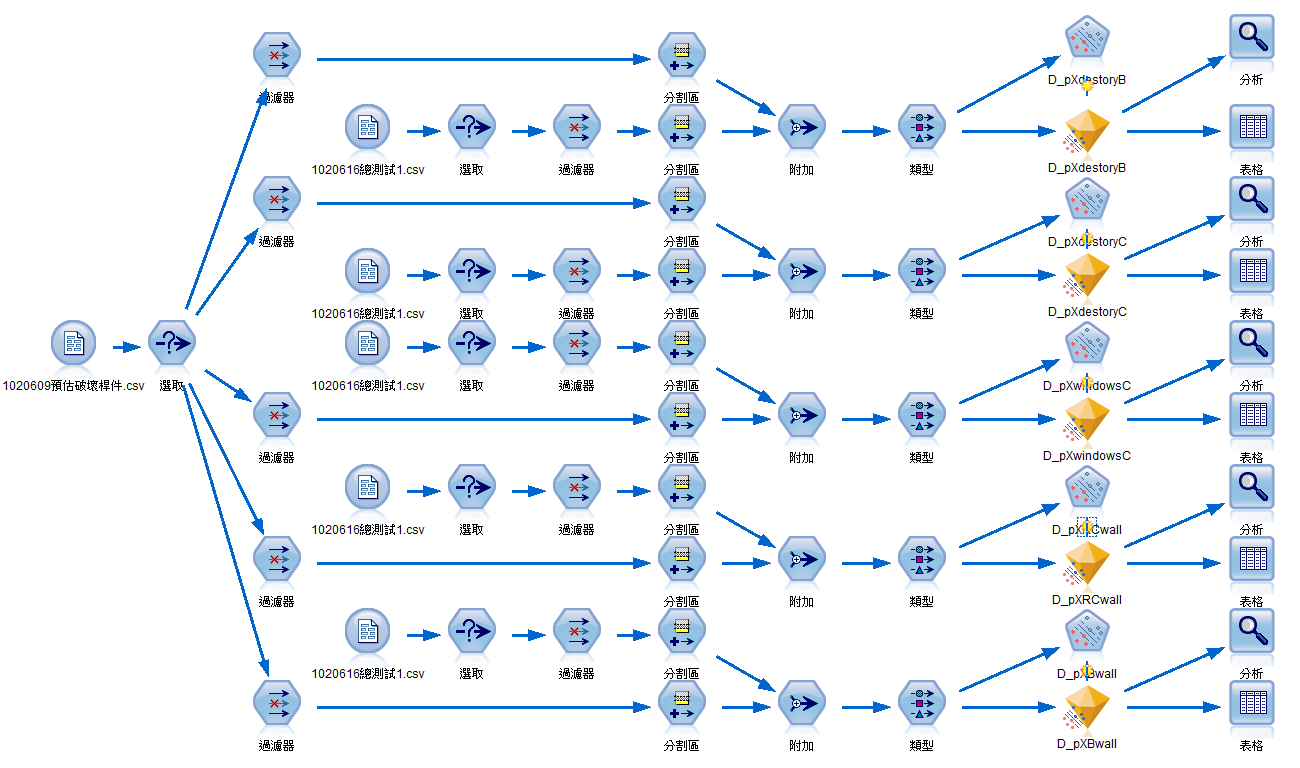 過濾器
分割區
D_pXdestoryB
分析
1020616總測試1.csv
選取
過濾器
分割區
附加
類型
D_pXdestoryB
表格
過濾器
分割區
D_pXdestoryC
分析
1020616總測試1.csv
選取
過濾器
分割區
附加
類型
D_pXdestoryC
表格
1020609預估破壞桿件.csv
選取
1020616總測試1.csv
選取
過濾器
分割區
D_pXwindowsC
分析
過濾器
分割區
附加
類型
D_pXwindowsC
表格
1020616總測試1.csv
選取
過濾器
分割區
D_pXRCwall
分析
過濾器
分割區
附加
類型
D_pXRCwall
表格
1020616總測試1.csv
選取
過濾器
分割區
D_pXBwall
分析
過濾器
分割區
附加
類型
D_pXBwall
表格